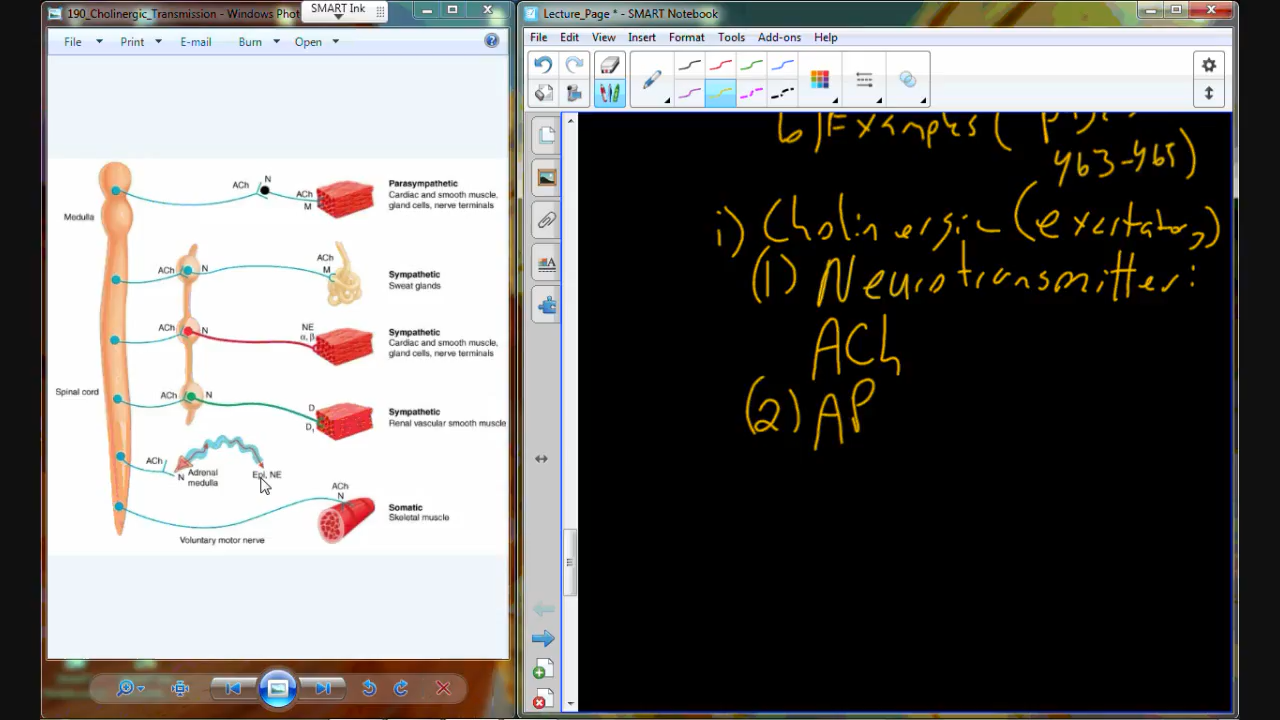 190_Cholinergic_Transmission - Windows Phot
SMART Ink
File Print E-mail Burn Open
Lecture_Page * - SMART Notebook
File Edit View Insert Format Tools Add-ons Help
ACh N
ACh
M
Parasympathetic
Cardiac and smooth muscle,
gland cells, nerve terminals
Medulla
ACh N
ACh
M
Sympathetic
Sweat glands
ACh N
NE
α, β
Sympathetic
Cardiac and smooth muscle,
gland cells, nerve terminals
Spinal cord
ACh N
D
D₁
Sympathetic
Renal vascular smooth muscle
ACh
N
Adrenal
medulla
Epi, NE
ACh
N
Somatic
Skeletal muscle
Voluntary motor nerve
b) Examples (
463-465)
i) Cholinergic (excitatory)
(1) Neurotransmitter:
ACh
(2) AP